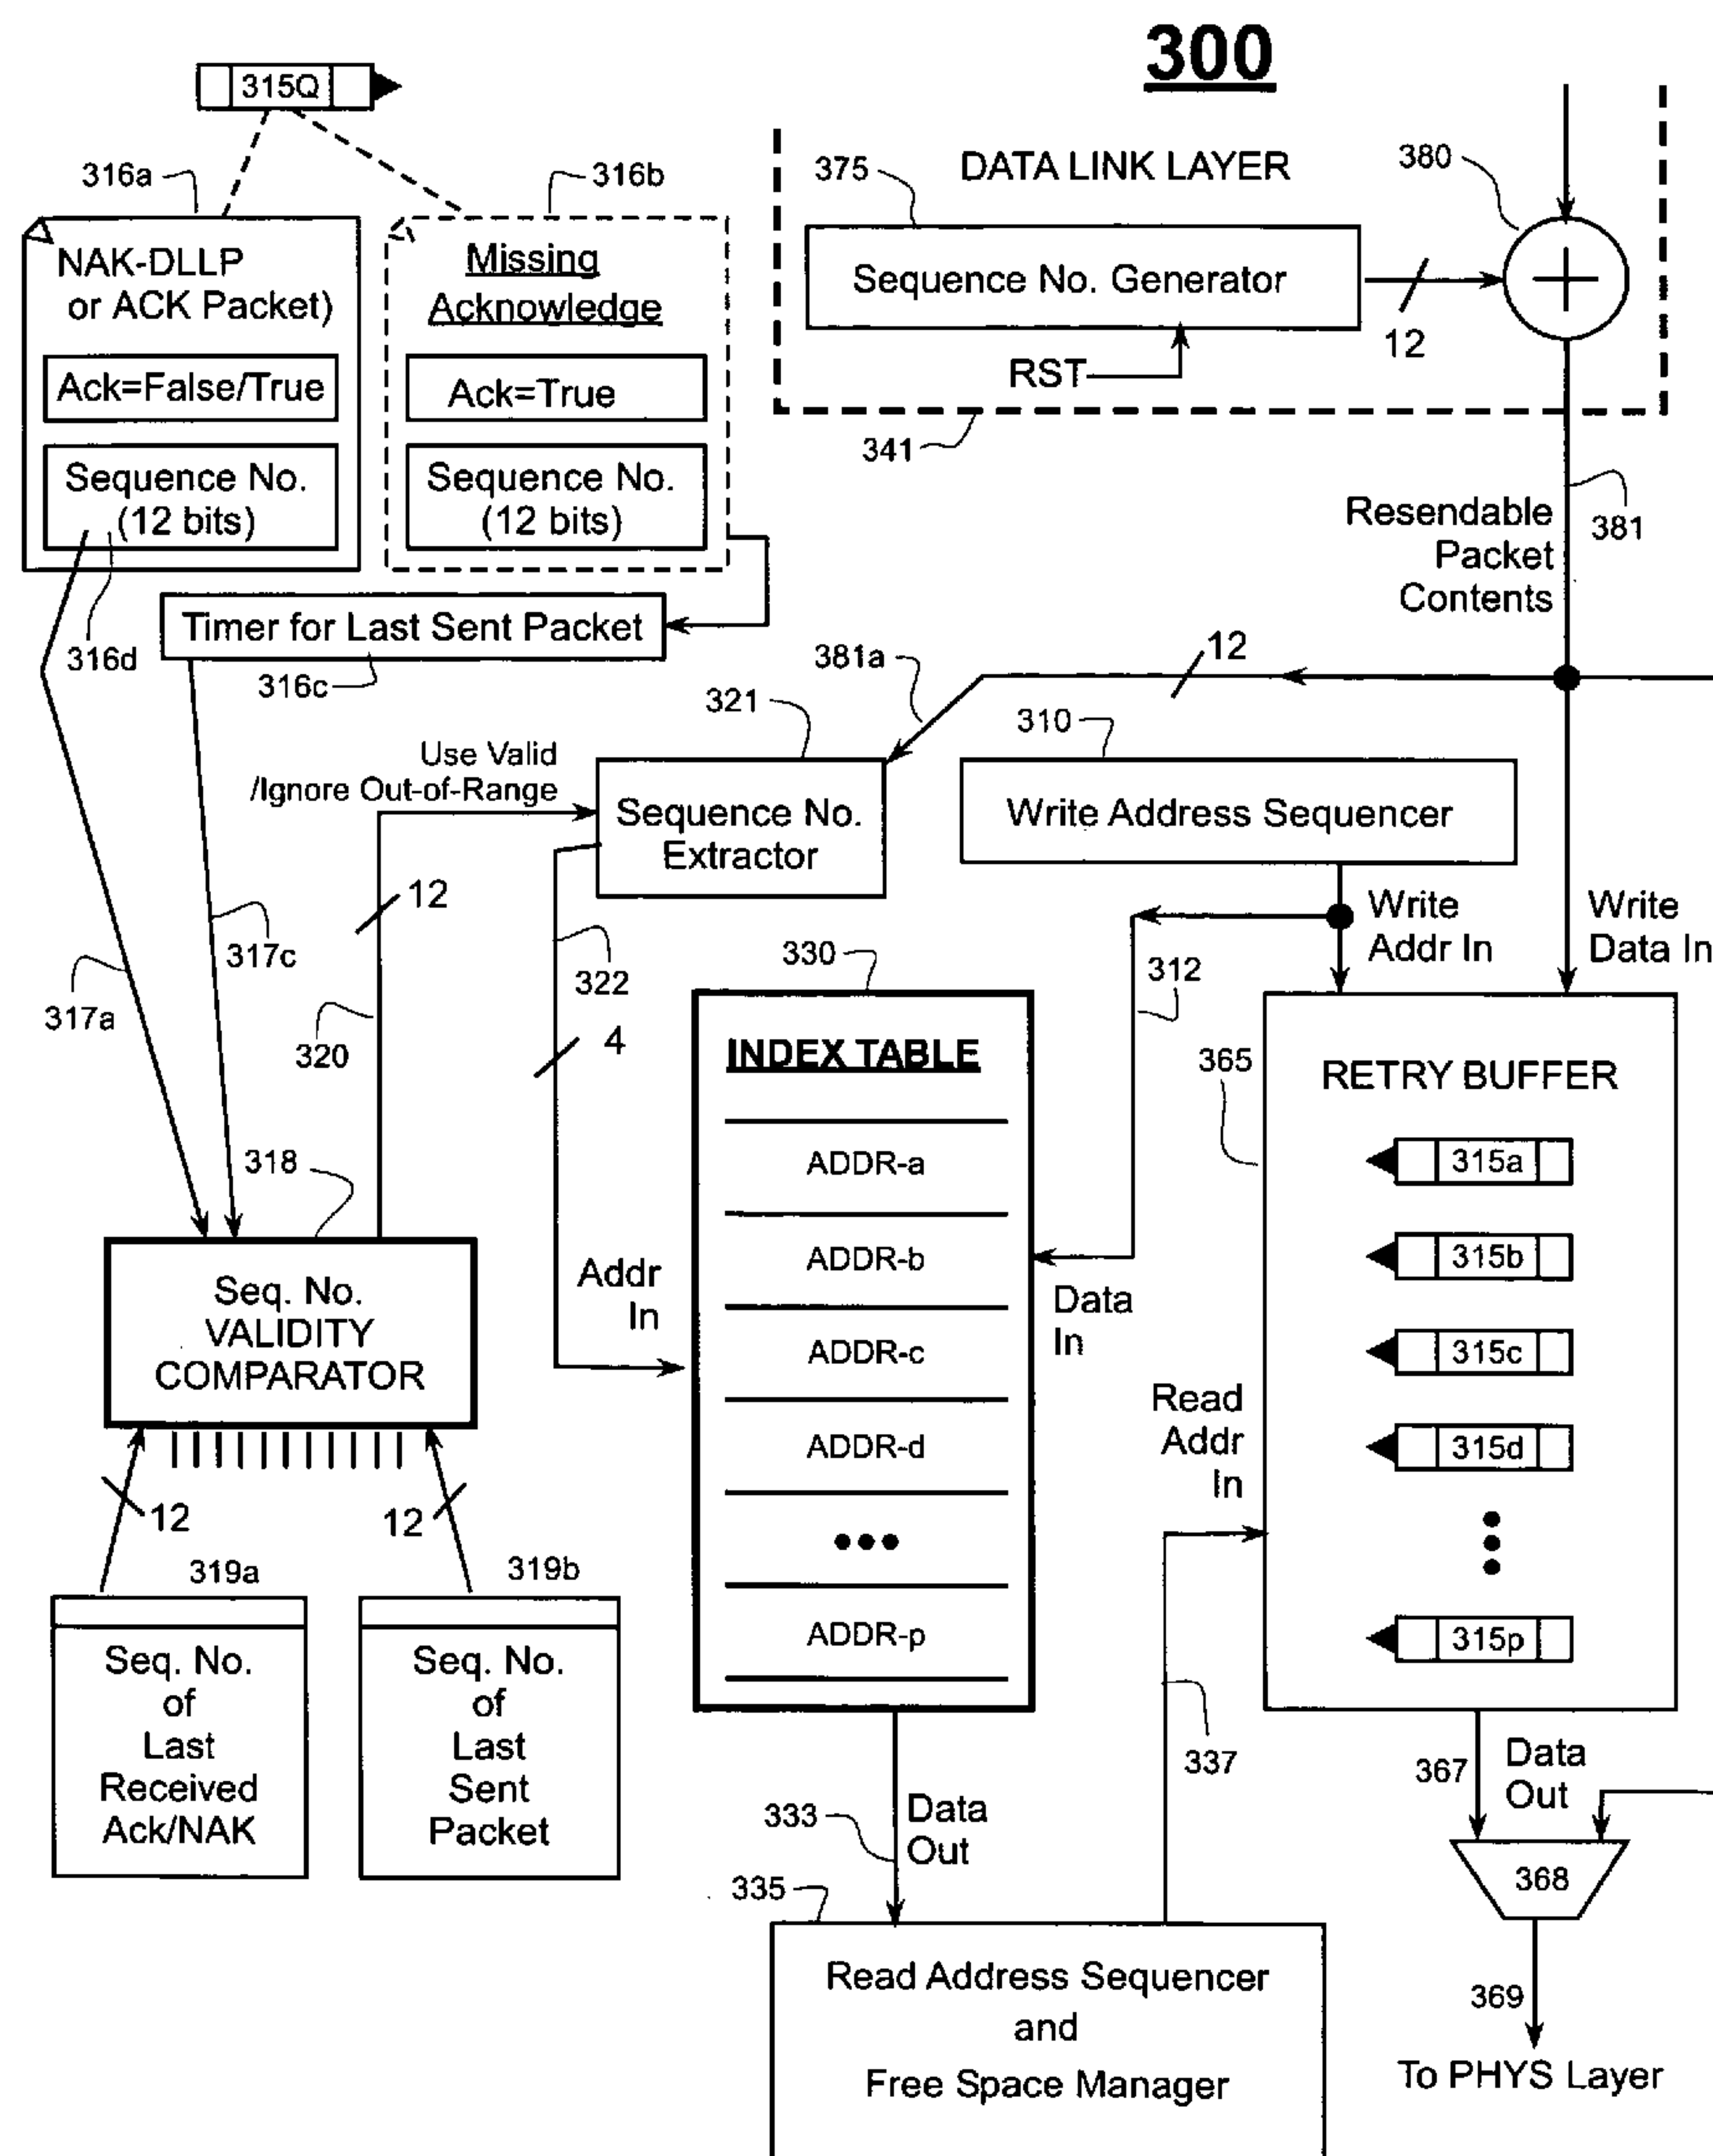 300
315Q
316a
316b
NAK-DLLP
or ACK Packet)
Ack=False/True
Sequence No.
(12 bits)
316d
Missing
Acknowledge
Ack=True
Sequence No.
(12 bits)
Timer for Last Sent Packet
316c
375
DATA LINK LAYER
380
Sequence No. Generator
12
RST
341
Resendable
Packet
Contents
381
381a
12
321
310
Use Valid
/Ignore Out-of-Range
Sequence No.
Extractor
Write Address Sequencer
12
317a
317c
320
322
4
330
312
Write
Addr In
Write
Data In
318
Seq. No.
VALIDITY
COMPARATOR
Addr
In
INDEX TABLE
ADDR-a
ADDR-b
ADDR-c
ADDR-d
•••
ADDR-p
Data
In
365
RETRY BUFFER
315a
315b
315c
315d
315p
Read
Addr
In
12
12
319a
319b
Seq. No.
of
Last
Received
Ack/NAK
Seq. No.
of
Last
Sent
Packet
333
Data
Out
337
367
Data
Out
335
368
Read Address Sequencer
and
Free Space Manager
369
To PHYS Layer